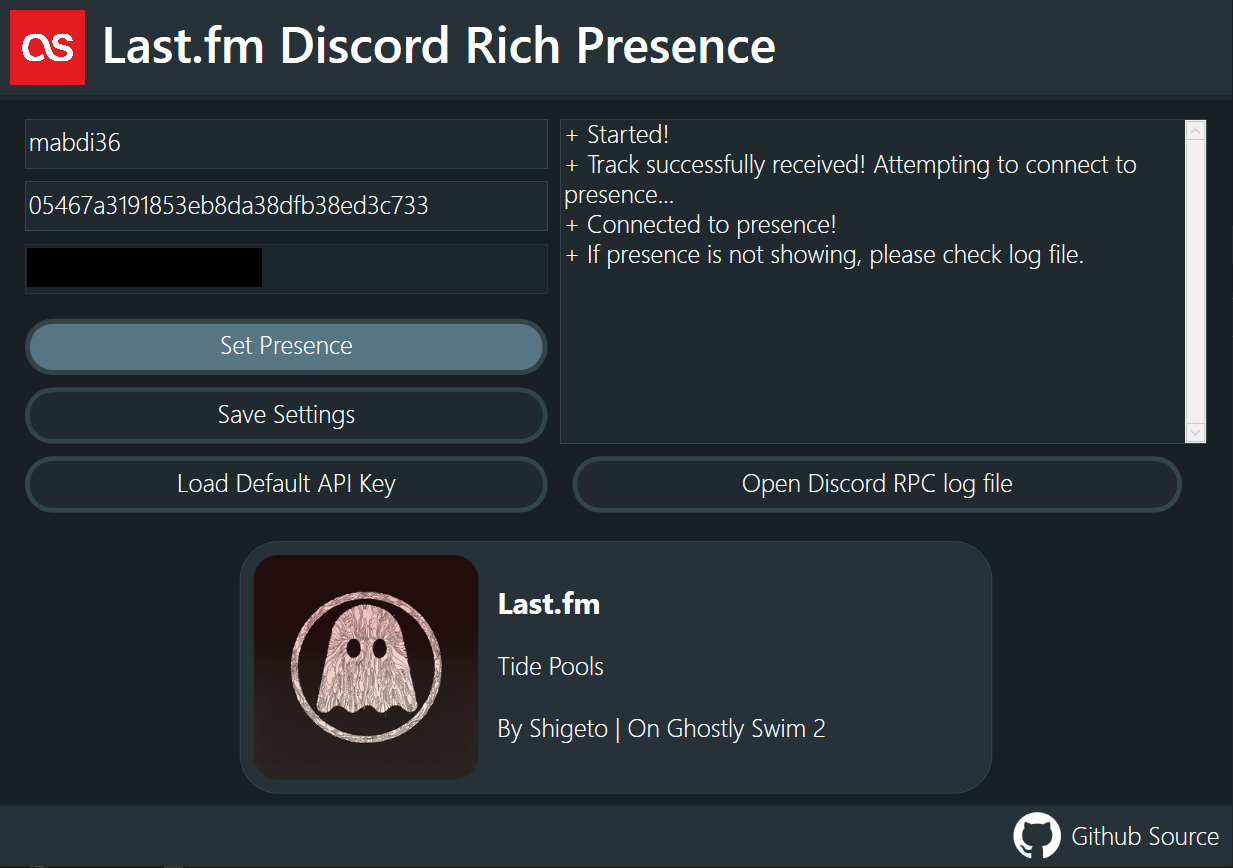 Last.fm Discord Rich Presence
mabdi36
05467a3191853eb8da38dfb38ed3c733
Set Presence
Save Settings
Load Default API Key
+ Started!
+ Track successfully received! Attempting to connect to
presence...
+ Connected to presence!
+ If presence is not showing, please check log file.
Open Discord RPC log file
Last.fm
Tide Pools
By Shigeto | On Ghostly Swim 2
Github Source